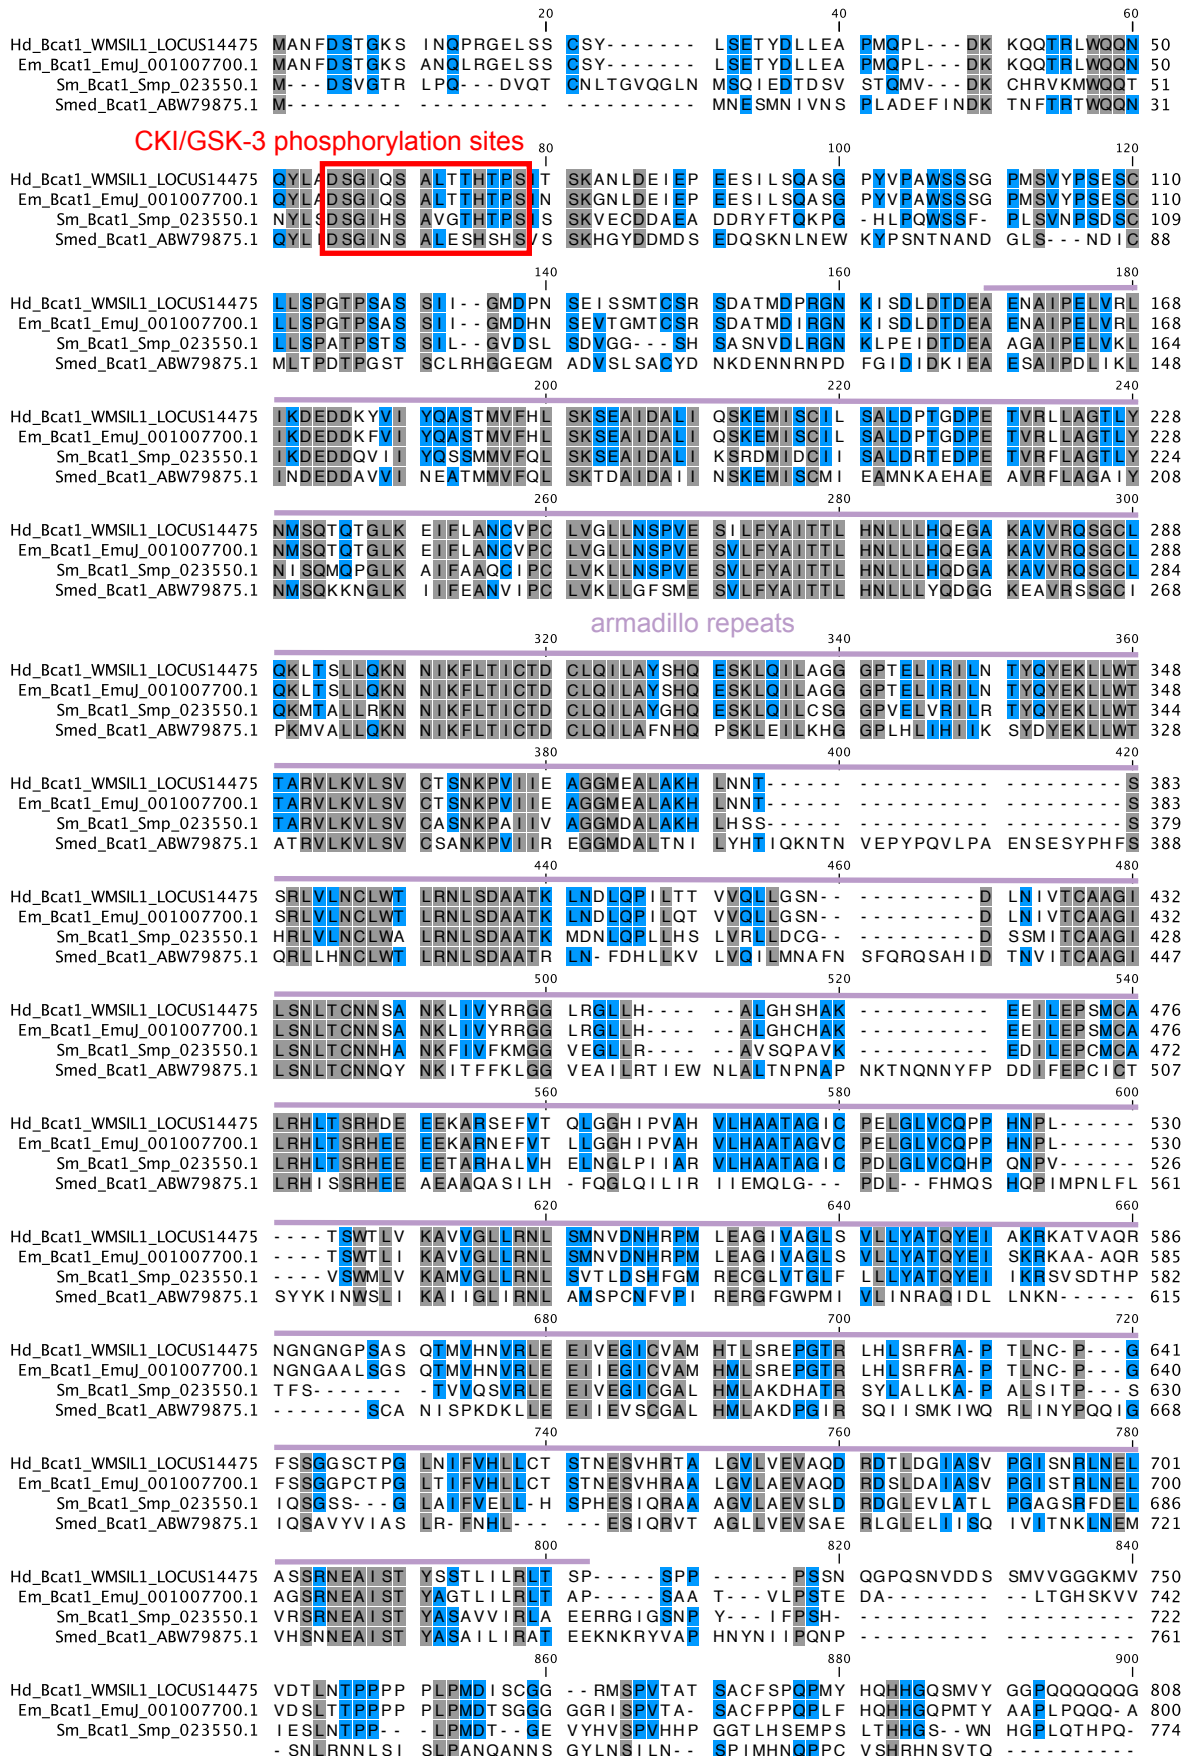 20 40 60
Hd_Bcat1_WMSIL1_LOCUS14475 MANFDSTGKS INQPRGELSS CSY------- LSETYDLLEA PMQPL---DK KQQTRLWQQN 50
Em_Bcat1_EmuJ_001007700.1 MANFDSTGKS ANQLRGELSS CSY------- LSETYDLLEA PMQPL---DK KQQTRLWQQN 50
Sm_Bcat1_Smp_023550.1 M---DSVGTR LPQ---DVQT CNLTGVQGLN MSQIEDTDSV STQMV---DK CHRVKMWQQT 51
Smed_Bcat1_ABW79875.1 M--------- ---------- ---------- MNESMNIVNS PLADEFINDK TNFTRTWQQN 31
CKI/GSK-3 phosphorylation sites
80 100 120
Hd_Bcat1_WMSIL1_LOCUS14475 QYLADSGIQS ALTTHTPSIT SKANLDEIEP EESILSQASG PYVPAWSSSG PMSVYPSESC 110
Em_Bcat1_EmuJ_001007700.1 QYLADSGIQS ALTTHTPSIN SKGNLDEIEP EESILSQASG PYVPAWSSSG PMSVYPSESC 110
Sm_Bcat1_Smp_023550.1 NYLSDSGIHS AVGTHTPSIS SKVECDDAEA DDRYFTQKPG -HLPQWSSF- PLSVNPSDSC 109
Smed_Bcat1_ABW79875.1 QYLIDSGINS ALESHSHSVS SKHGYDDMDS EDQSKNLNEW KYPSNTNAND GLS---NDIC 88
140 160 180
Hd_Bcat1_WMSIL1_LOCUS14475 LLSPGTPSAS SII--GMDPN SEISSMTCSR SDATMDPRGN KISDLDTDEA ENAIPELVRL 168
Em_Bcat1_EmuJ_001007700.1 LLSPGTPSAS SII--GMDHN SEVTGMTCSR SDATMDIRGN KISDLDTDEA ENAIPELVRL 168
Sm_Bcat1_Smp_023550.1 LLSPATPSTS SIL--GVDSL SDVGG---SH SASNVDLRGN KLPEIDTDEA AGAIPELVKL 164
Smed_Bcat1_ABW79875.1 MLTPDTPGST SCLRHGGEGM ADVSLSACYD NKDENNRNPD FGIDIDKIEA ESAIPDLIKL 148
200 220 240
Hd_Bcat1_WMSIL1_LOCUS14475 IKDEDDKYVI YQASTMVFHL SKSEAIDALI QSKEMISCIL SALDPTGDPE TVRLLAGTLY 228
Em_Bcat1_EmuJ_001007700.1 IKDEDDKFVI YQASTMVFHL SKSEAIDALI QSKEMISCIL SALDPTGDPE TVRLLAGTLY 228
Sm_Bcat1_Smp_023550.1 IKDEDDQVII YQSSMMVFQL SKSEAIDALI KSRDMIDCII SALDRTEDPE TVRFLAGTLY 224
Smed_Bcat1_ABW79875.1 INDEDDAVVI NEATMMVFQL SKTDAIDAII NSKEMISCMI EAMNKAEHAE AVRFLAGAIY 208
260 280 300
Hd_Bcat1_WMSIL1_LOCUS14475 NMSQTQTGLK EIFLANCVPC LVGLLNSPVE SILFYAITTL HNLLLHQEGA KAVVRQSGCL 288
Em_Bcat1_EmuJ_001007700.1 NMSQTQTGLK EIFLANCVPC LVGLLNSPVE SVLFYAITTL HNLLLHQEGA KAVVRQSGCL 288
Sm_Bcat1_Smp_023550.1 NISQMQPGLK AIFAAQCIPC LVKLLNSPVE SVLFYAITTL HNLLLHQDGA KAVVRQSGCL 284
Smed_Bcat1_ABW79875.1 NMSQKKNGLK IIFEANVIPC LVKLLGFSME SVLFYAITTL HNLLLYQDGG KEAVRSSGCI 268
armadillo repeats
320 340 360
Hd_Bcat1_WMSIL1_LOCUS14475 QKLTSLLQKN NIKFLTICTD CLQILAYSHQ ESKLQILAGG GPTELIRILN TYQYEKLLWT 348
Em_Bcat1_EmuJ_001007700.1 QKLTSLLQKN NIKFLTICTD CLQILAYSHQ ESKLQILAGG GPTELIRILN TYQYEKLLWT 348
Sm_Bcat1_Smp_023550.1 QKMTALLRKN NIKFLTICTD CLQILAYGHQ ESKLQILCSG GPVELVRILR TYQYEKLLWT 344
Smed_Bcat1_ABW79875.1 PKMVALLQKN NIKFLTICTD CLQILAFNHQ PSKLEILKHG GPLHLIHIIK SYDYEKLLWT 328
380 400 420
Hd_Bcat1_WMSIL1_LOCUS14475 TARVLKVLSV CTSNKPVIIE AGGMEALAKH LNNT------ ---------- ---------S 383
Em_Bcat1_EmuJ_001007700.1 TARVLKVLSV CTSNKPVIIE AGGMEALAKH LNNT------ ---------- ---------S 383
Sm_Bcat1_Smp_023550.1 TARVLKVLSV CASNKPAIIV AGGMDALAKH LHSS------ ---------- ---------S 379
Smed_Bcat1_ABW79875.1 ATRVLKVLSV CSANKPVIIR EGGMDALTNI LYHTIQKNTN VEPYPQVLPA ENSESYPHFS 388
440 460 480
Hd_Bcat1_WMSIL1_LOCUS14475 SRLVLNCLWT LRNLSDAATK LNDLQPILTT VVQLLGSN-- ---------D LNIVTCAAGI 432
Em_Bcat1_EmuJ_001007700.1 SRLVLNCLWT LRNLSDAATK LNDLQPILQT VVQLLGSN-- ---------D LNIVTCAAGI 432
Sm_Bcat1_Smp_023550.1 HRLVLNCLWA LRNLSDAATK MDNLQPLLHS LVRLLDCG-- ---------D SSMITCAAGI 428
Smed_Bcat1_ABW79875.1 QRLLHNCLWT LRNLSDAATR LN-FDHLLKV LVQILMNAFN SFQRQSAHID TNVITCAAGI 447
500 520 540
Hd_Bcat1_WMSIL1_LOCUS14475 LSNLTCNNSA NKLIVYRRGG LRGLLH---- -ALGHSHAK- ---------- EEILEPSMCA 476
Em_Bcat1_EmuJ_001007700.1 LSNLTCNNSA NKLIVYRRGG LRGLLH---- -ALGHCHAK- ---------- EEILEPSMCA 476
Sm_Bcat1_Smp_023550.1 LSNLTCNNHA NKFIVFKMGG VEGLLR---- -AVSQPAVK- ---------- EDILEPCMCA 472
Smed_Bcat1_ABW79875.1 LSNLTCNNQY NKITFFKLGG VEAILRTIEW NLALTNPNAP NKTNQNNYFP DDIFEPCICT 507
560 580 600
Hd_Bcat1_WMSIL1_LOCUS14475 LRHLTSRHDE EEKARSEFVT QLGGHIPVAH VLHAATAGIC PELGLVCQPP HNPL------ 530
Em_Bcat1_EmuJ_001007700.1 LRHLTSRHEE EEKARNEFVT LLGGHIPVAH VLHAATAGVC PELGLVCQPP HNPL------ 530
Sm_Bcat1_Smp_023550.1 LRHLTSRHEE EETARHALVH ELNGLPIIAR VLHAATAGIC PDLGLVCQHP QNPV------ 526
Smed_Bcat1_ABW79875.1 LRHISSRHEE AEAAQASILH -FQGLQILIR IIEMQLG--- PDL--FHMQS HQPIMPNLFL 561
620 640 660
Hd_Bcat1_WMSIL1_LOCUS14475 ----TSWTLV KAVVGLLRNL SMNVDNHRPM LEAGIVAGLS VLLYATQYEI AKRKATVAQR 586
Em_Bcat1_EmuJ_001007700.1 ----TSWTLI KAVVGLLRNL SMNVDNHRPM LEAGIVAGLS VLLYATQYEI SKRKAA-AQR 585
Sm_Bcat1_Smp_023550.1 ----VSWMLV KAMVGLLRNL SVTLDSHFGM RECGLVTGLF LLLYATQYEI IKRSVSDTHP 582
Smed_Bcat1_ABW79875.1 SYYKINWSLI KAIIGLIRNL AMSPCNFVPI RERGFGWPMI VLINRAQIDL LNKN------ 615
680 700 720
Hd_Bcat1_WMSIL1_LOCUS14475 NGNGNGPSAS QTMVHNVRLE EIVEGICVAM HTLSREPGTR LHLSRFRA-P TLNC-P---G 641
Em_Bcat1_EmuJ_001007700.1 NGNGAALSGS QTMVHNVRLE EIVEGICVAM HMLSREPGTR LHLSRFRA-P TLNC-P---G 640
Sm_Bcat1_Smp_023550.1 TFS------- -TVVQSVRLE EIVEGICGAL HMLAKDHATR SYLALLKA-P ALSITP---S 630
Smed_Bcat1_ABW79875.1 -------SCA NISPKDKLLE EIIEVSCGAL HMLAKDPGIR SQIISMKIWQ RLINYPQQIG 668
740 760 780
Hd_Bcat1_WMSIL1_LOCUS14475 FSSGGSCTPG LNIFVHLLCT STNESVHRTA LGVLVEVAQD RDTLDGIASV PGISNRLNEL 701
Em_Bcat1_EmuJ_001007700.1 FSSGGPCTPG LTIFVHLLCT STNESVHRTA LGVLVEVAQD RDSLDAIASV PGISTRLNEL 700
Sm_Bcat1_Smp_023550.1 IQSGSS---G LAIFVELL-H SPHESIQRAA AGVLAEVSLD RDGLEVLATL PGAGSRFDEL 686
Smed_Bcat1_ABW79875.1 IQSAVYVIAS LR-FNHL--- ---ESIQRVT AGLLVEVSAE RLGLELIISQ IVITNKLNEM 721
800 820 840
Hd_Bcat1_WMSIL1_LOCUS14475 ASSRNEAIST YSSTLILRLT SP-----SPP -----PSSN QGPQSNVDDS SMVVGGGKMV 750
Em_Bcat1_EmuJ_001007700.1 AGSRNEAIST YAGTLILRLT AP-----SAA T---VLPSTE DA-------- --LTGHSKVV 742
Sm_Bcat1_Smp_023550.1 VRSRNEAIST YASAVVIRLA EERRGIGSNP Y---IFPSH- ---------- ---------- 722
Smed_Bcat1_ABW79875.1 VHSNNEAIST YASAILIRAT EEKNKRYVAP HNYNIIPQNP ---------- ---------- 761
860 880 900
Hd_Bcat1_WMSIL1_LOCUS14475 VDTLNTPPPP PLPMDISCGG --RMSPVTAT SACFSPQPMY HQHHGQSMVY GGPQQQQQQG 808
Em_Bcat1_EmuJ_001007700.1 VDSLTTPPPP PLPMDTSGGG GGRISPVTA- SACFPPQPLF HQHHGQPMTY AAPLPQQQ-A 800
Sm_Bcat1_Smp_023550.1 IESLNTPP-- -LPMDT--GE VYHVSPVHHP GGTLHSEMPS LTHHGS--WN HGPLQTHPQ- 774
-SNLRNNLSI SLPANQANNS GYLNSILN-- SPIMHNQPPC VSHRHNSVTQ ----------